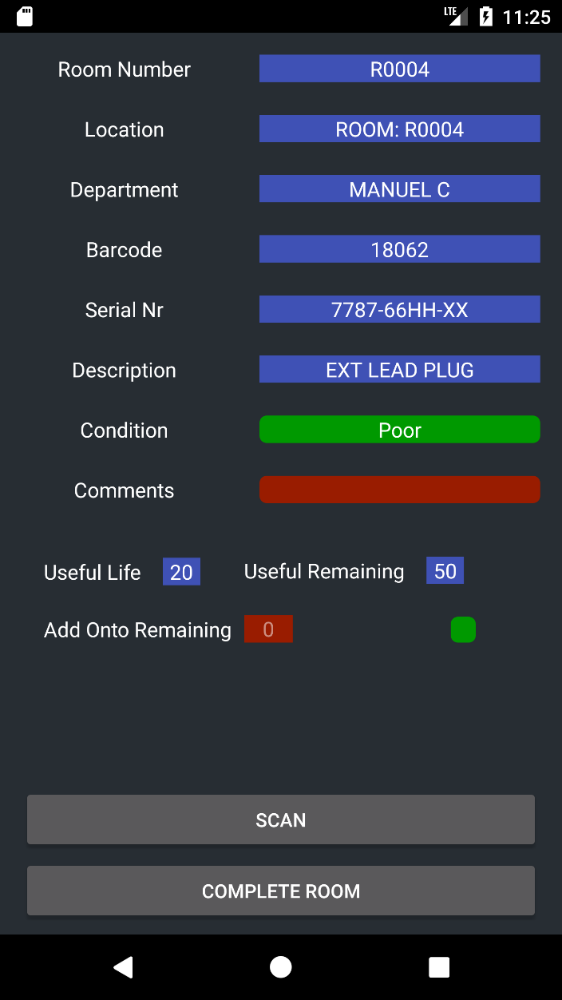 LTE 11:25
Room Number R0004
Location ROOM: R0004
Department MANUEL C
Barcode 18062
Serial Nr 7787-66HH-XX
Description EXT LEAD PLUG
Condition Poor
Comments
Useful Life 20 Useful Remaining 50
Add Onto Remaining 0
SCAN
COMPLETE ROOM